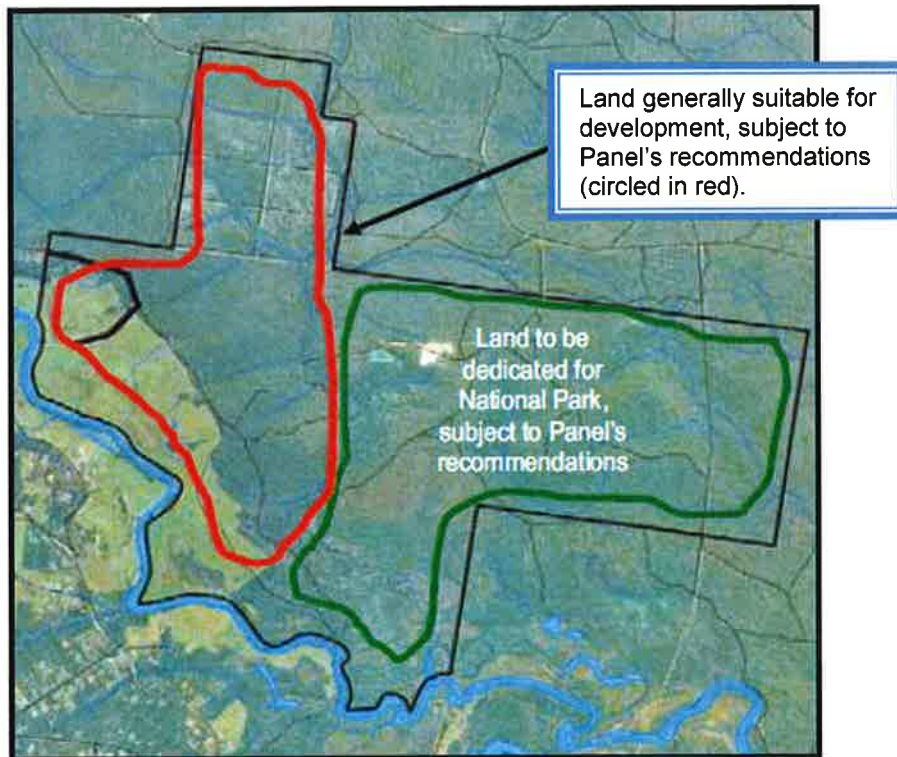 Land generally suitable for
development, subject to
Panel's recommendations
(circled in red).
Land to be
dedicated for
National Park,
subject to Panel's
recommendations